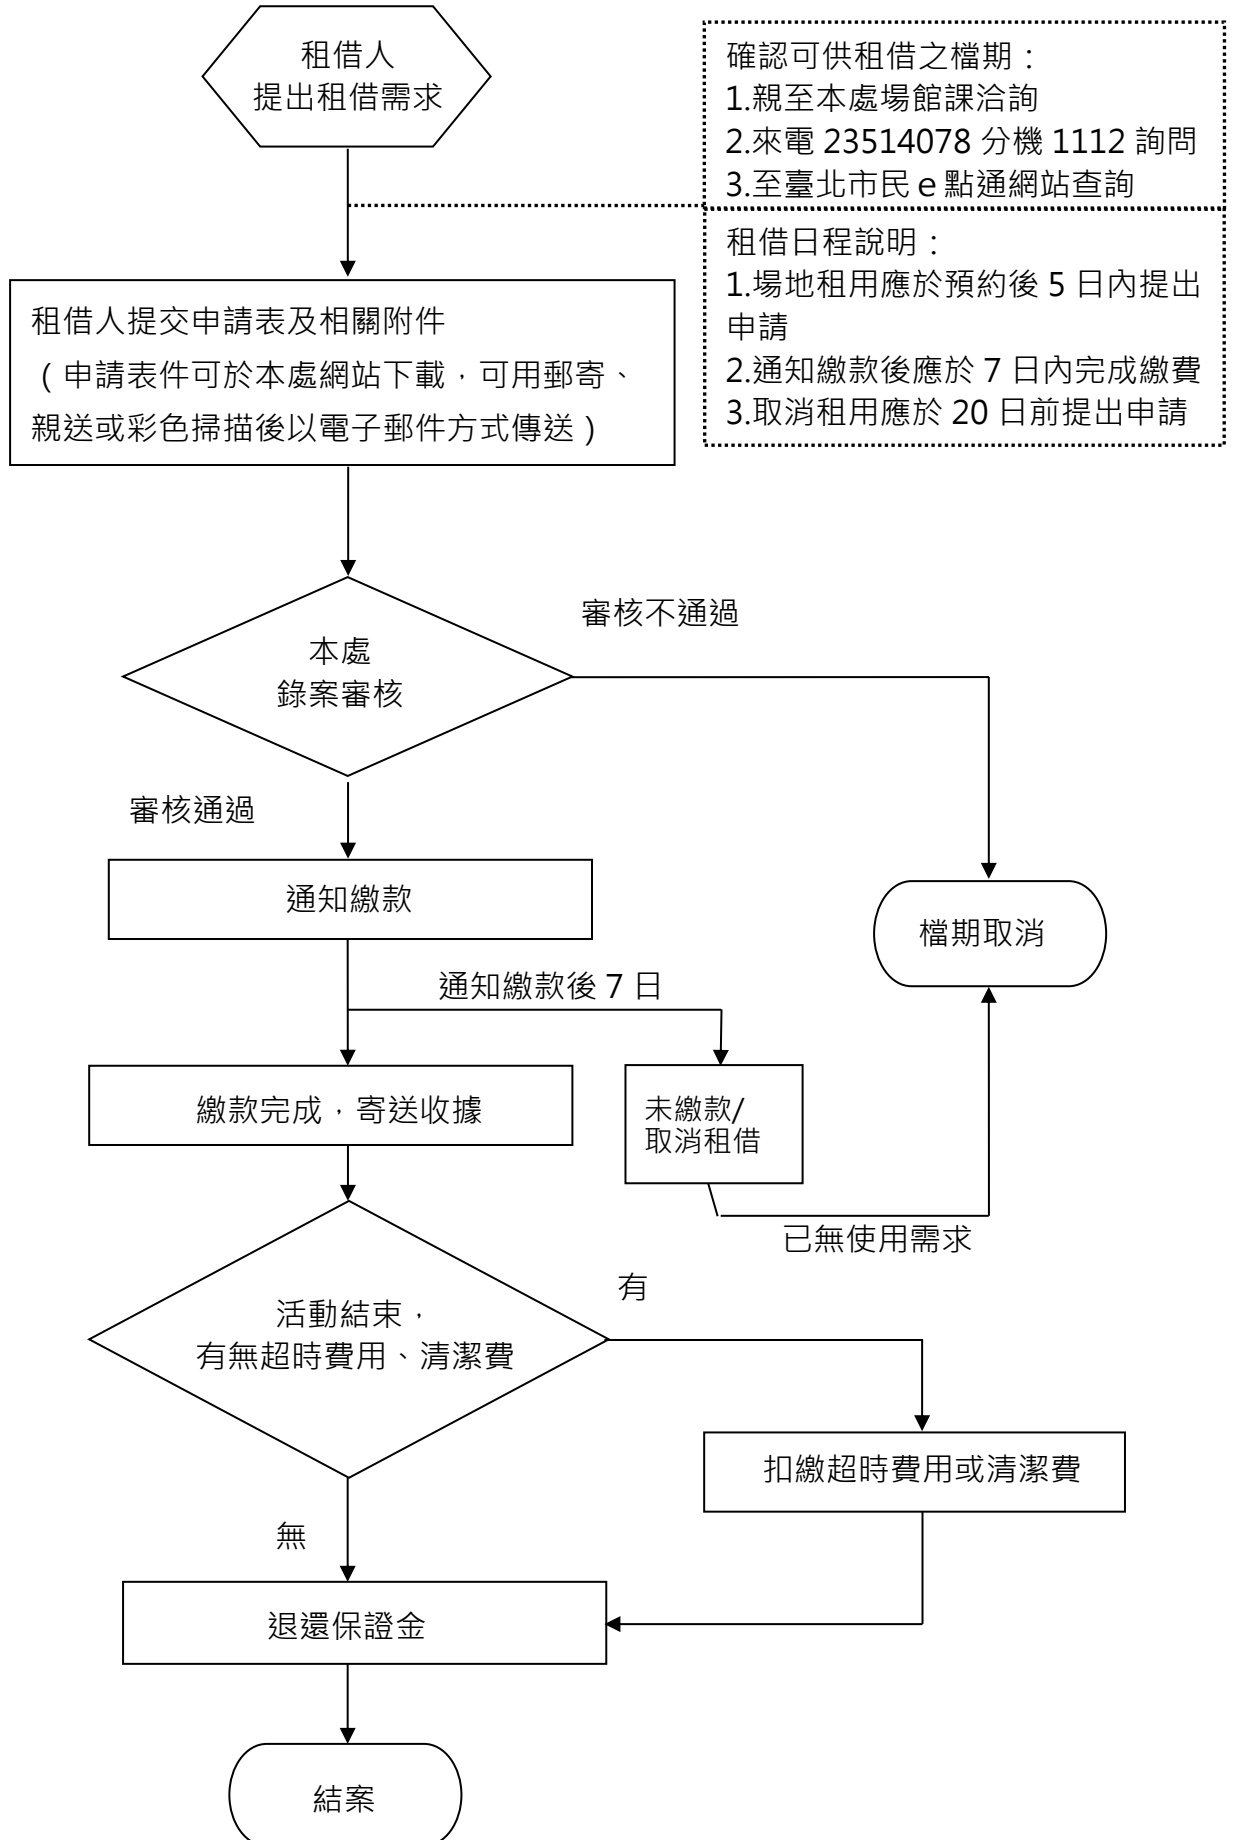 租借人
提出租借需求
確認可供租借之檔期：
1.親至本處場館課洽詢
2.來電 23514078 分機 1112 詢問
3.至臺北市民 e 點通網站查詢
租借日程說明：
1.場地租用應於預約後 5 日內提出
申請
2.通知繳款後應於 7 日內完成繳費
3.取消租用應於 20 日前提出申請
租借人提交申請表及相關附件
（申請表件可於本處網站下載，可用郵寄、
親送或彩色掃描後以電子郵件方式傳送）
審核不通過
本處
錄案審核
審核通過
通知繳款
檔期取消
通知繳款後 7 日
繳款完成，寄送收據
未繳款/
取消租借
已無使用需求
有
活動結束，
有無超時費用、清潔費
扣繳超時費用或清潔費
無
退還保證金
結案